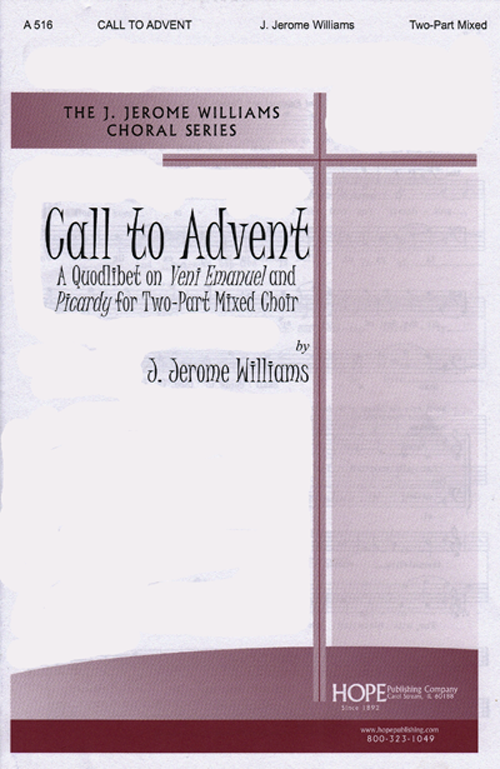 A 516 CALL TO ADVENT J. Jerome Williams Two-Part Mixed
THE J. JEROME WILLIAMS
CHORAL SERIES
Call to Advent
A Quodlibet on Veni Emanuel and
Picardy for Two-Part Mixed Choir
by
J. Jerome Williams
HOPE Publishing Company
Carol Stream, IL 60188
Since 1892
www.hopepublishing.com
800-323-1049